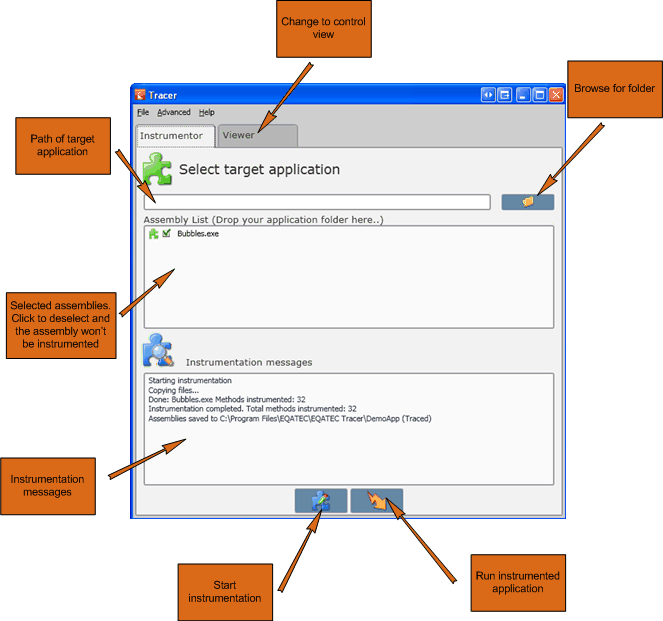 Change to control
view
Browse for folder
Path of target
application
Tracer
File Advanced Help
Instrumentor
Viewer
Select target application
Assembly List (Drop your application folder here..)
Bubbles.exe
Selected assemblies.
Click to deselect and
the assembly won't
be instrumented
Instrumentation messages
Starting instrumentation
Copying files...
Done: Bubbles.exe Methods instrumented: 32
Instrumentation completed. Total methods instrumented: 32
Assemblies saved to C:\Program Files\EQATEC\EQATEC Tracer\DemoApp (Traced)
Instrumentation
messages
Start
instrumentation
Run instrumented
application